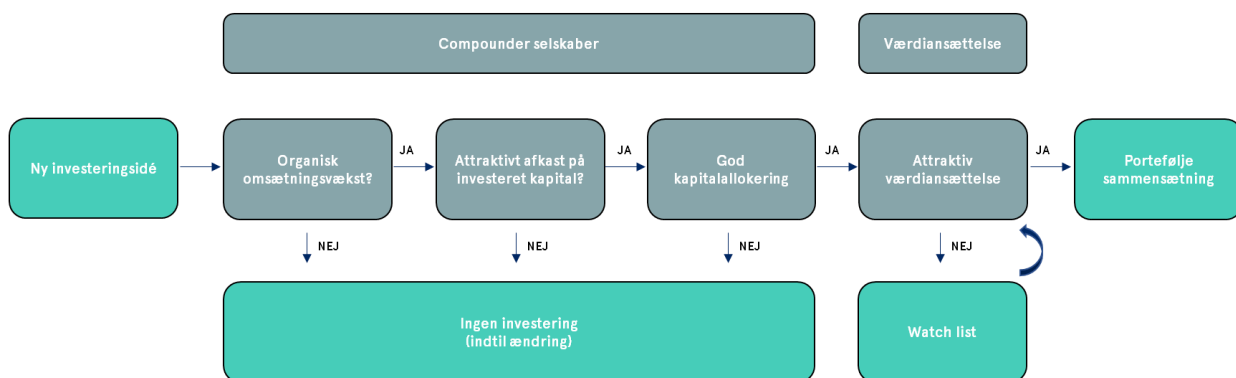 Compounder selskaber
Værdiansættelse
Ny investeringsidé
Organisk
omsætningsvækst?
JA
Attraktivt afkast på
investeret kapital?
JA
God
kapitalallokering
JA
Attraktiv
værdiansættelse
JA
Portefølje
sammensætning
NEJ
NEJ
NEJ
NEJ
Ingen investering
(indtil ændring)
Watch list